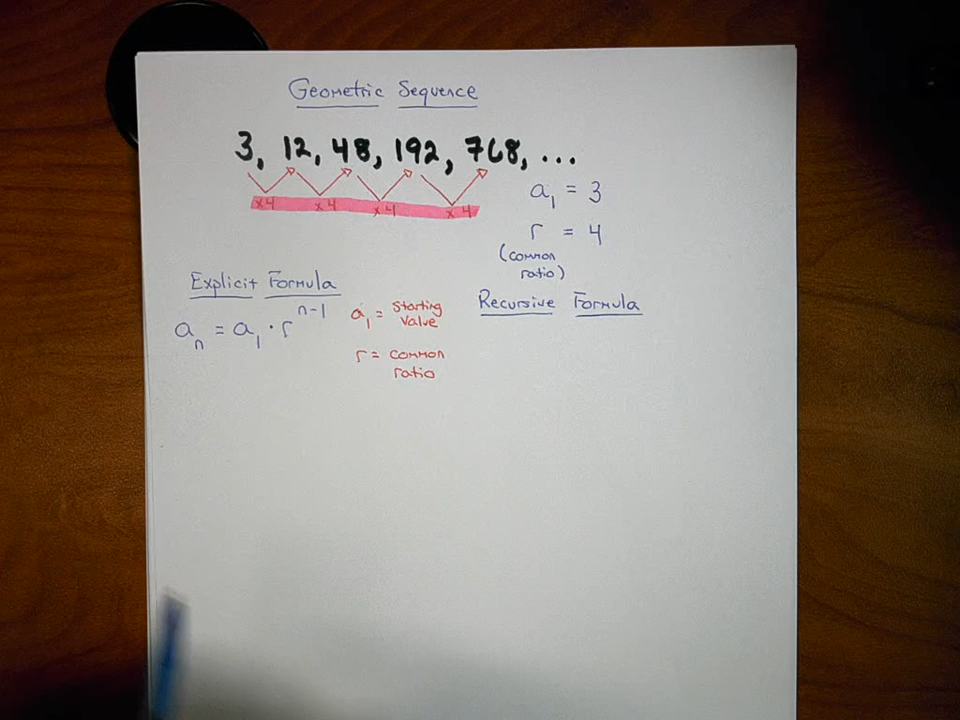 Geometric Sequence
3, 12, 48, 192, 768, ...
x4 x4 x4 x4
a₁ = 3
r = 4
(common
ratio)
Explicit Formula
aₙ = a₁ · rⁿ⁻¹
a₁ = Starting
Value
r = common
ratio
Recursive Formula